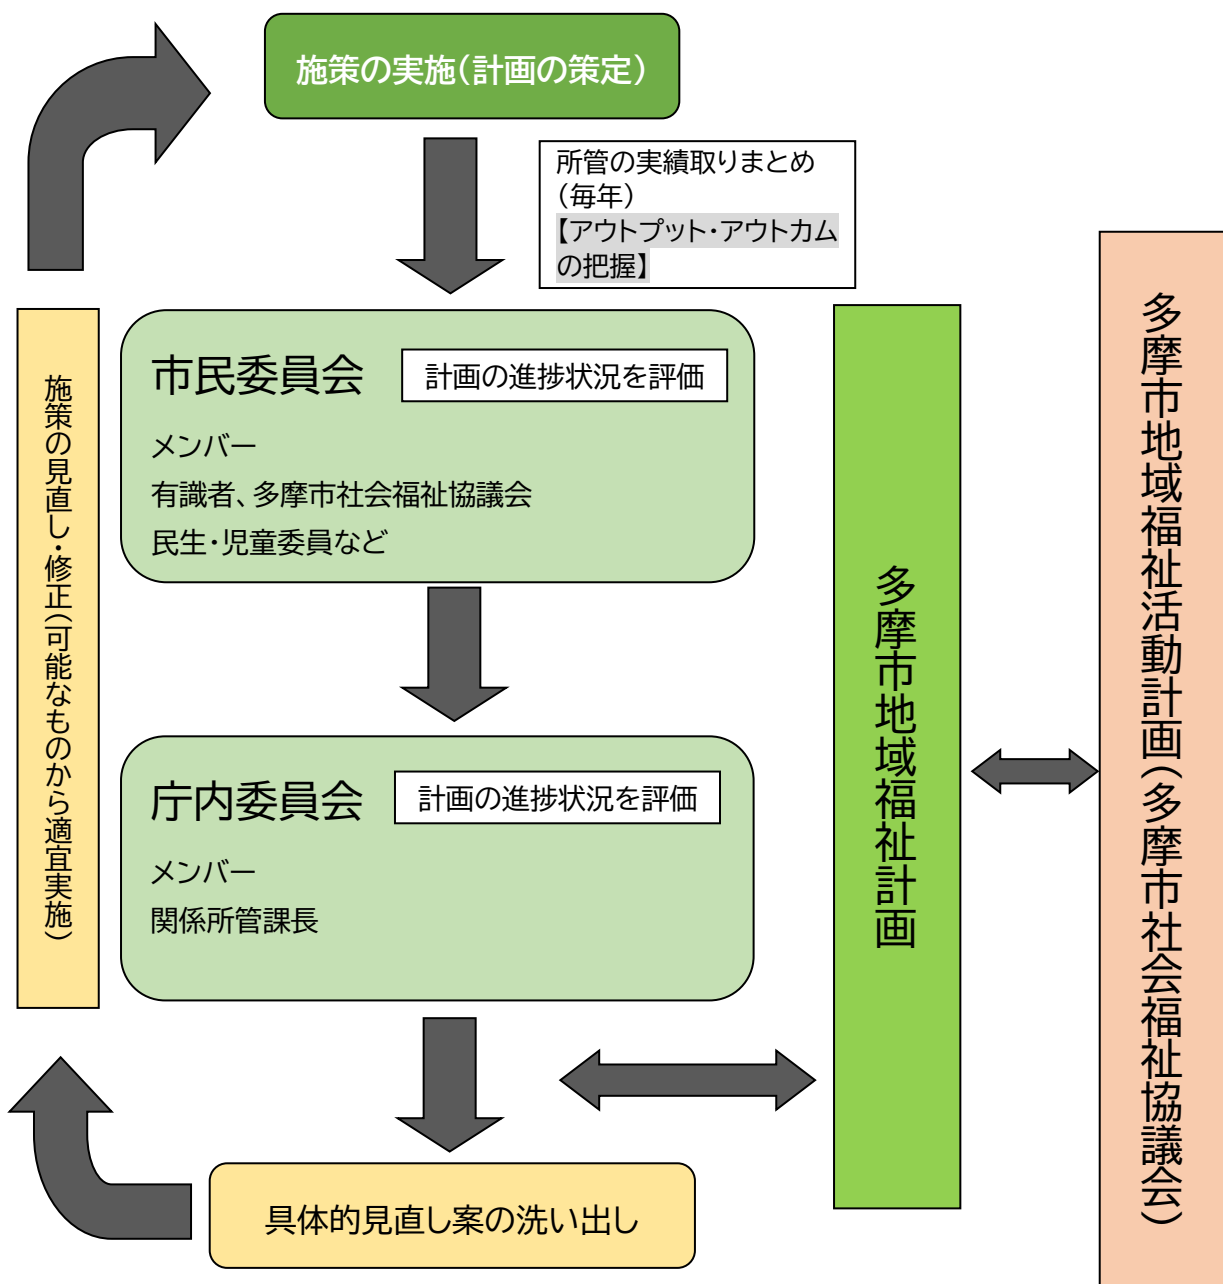 施策の実施(計画の策定)
所管の実績取りまとめ
(毎年)
【アウトプット・アウトカム
の把握】
市民委員会
計画の進捗状況を評価
メンバー
有識者、多摩市社会福祉協議会
民生・児童委員など
庁内委員会
計画の進捗状況を評価
メンバー
関係所管課長
具体的見直し案の洗い出し
施策の見直し・修正(可能なものから適宜実施)
多摩市地域福祉計画
多摩市地域福祉活動計画(多摩市社会福祉協議会)